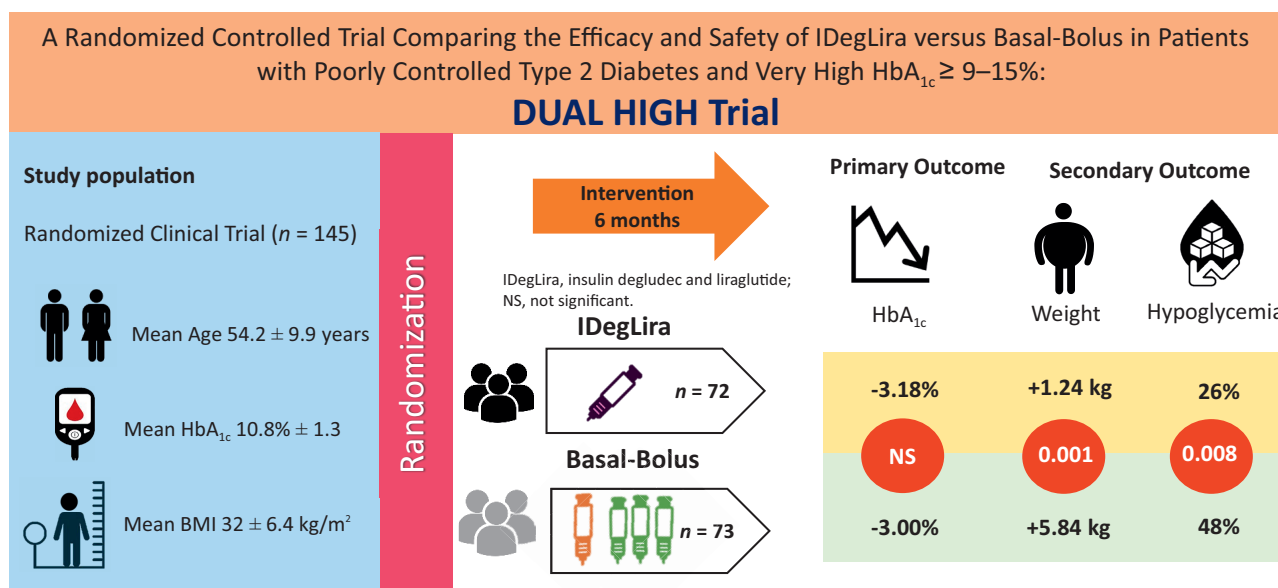 A Randomized Controlled Trial Comparing the Efficacy and Safety of IDegLira versus Basal-Bolus in Patients
with Poorly Controlled Type 2 Diabetes and Very High HbA1c ≥ 9–15%:
DUAL HIGH Trial
Study population
Randomized Clinical Trial (n = 145)
Mean Age 54.2 ± 9.9 years
Mean HbA1c 10.8% ± 1.3
Mean BMI 32 ± 6.4 kg/m²
Randomization
Intervention
6 months
IDegLira, insulin degludec and liraglutide;
NS, not significant.
IDegLira
n = 72
Basal-Bolus
n = 73
Primary Outcome
Secondary Outcome
HbA1c
Weight
Hypoglycemia
-3.18%
+1.24 kg
26%
NS
0.001
0.008
-3.00%
+5.84 kg
48%